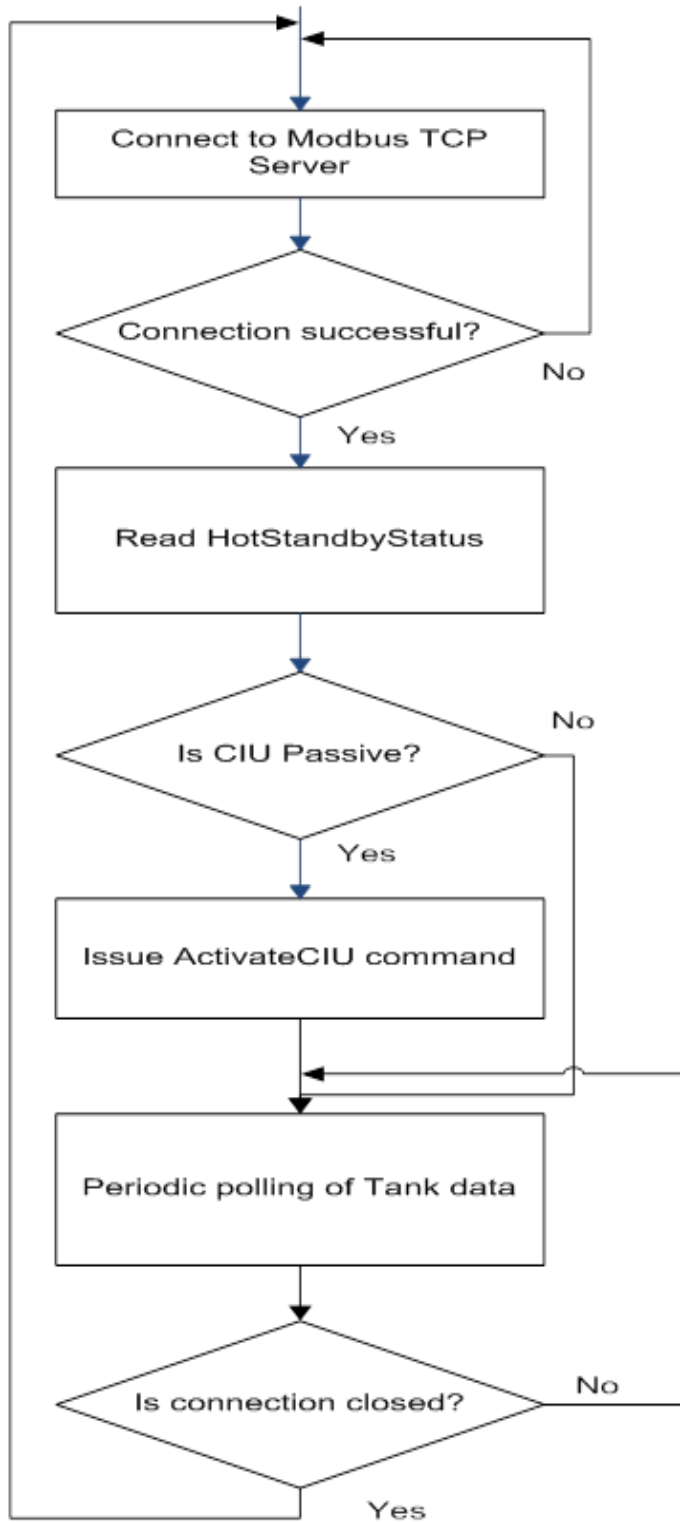 Connect to Modbus TCP
Server
Connection successful?
No
Yes
Read HotStandbyStatus
No
Is CIU Passive?
Yes
Issue ActivateCIU command
Periodic polling of Tank data
No
Is connection closed?
Yes